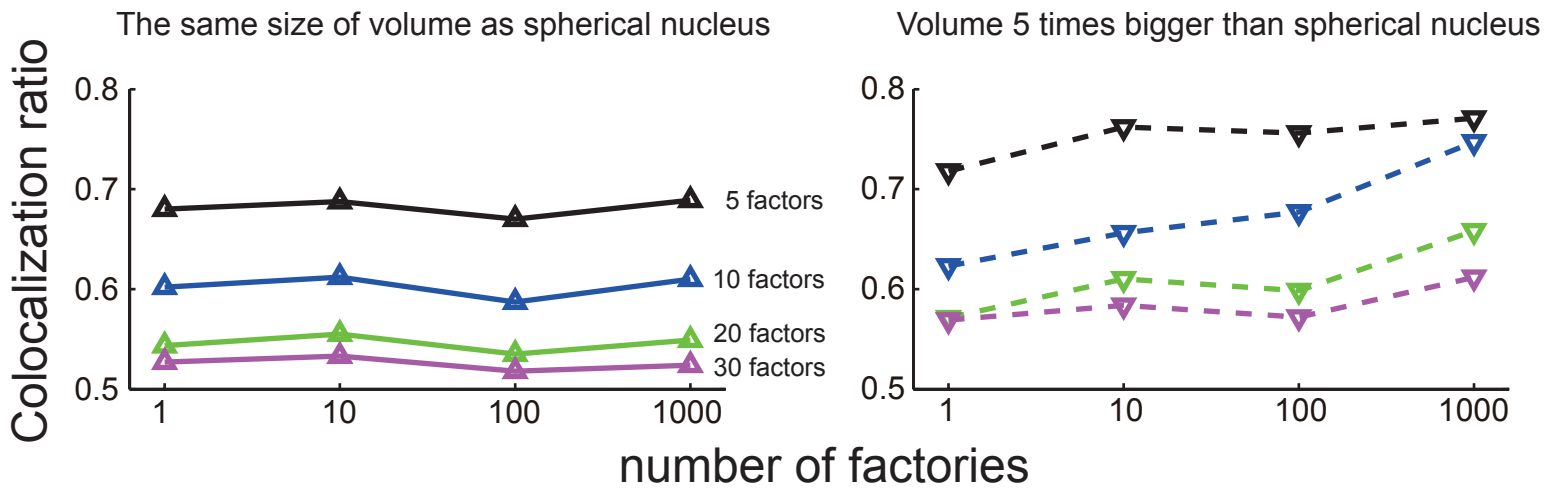 The same size of volume as spherical nucleus
Volume 5 times bigger than spherical nucleus
Colocalization ratio
0.8
0.7
0.6
0.5
5 factors
10 factors
20 factors
30 factors
1 10 100 1000
0.8
0.7
0.6
0.5
1 10 100 1000
number of factories